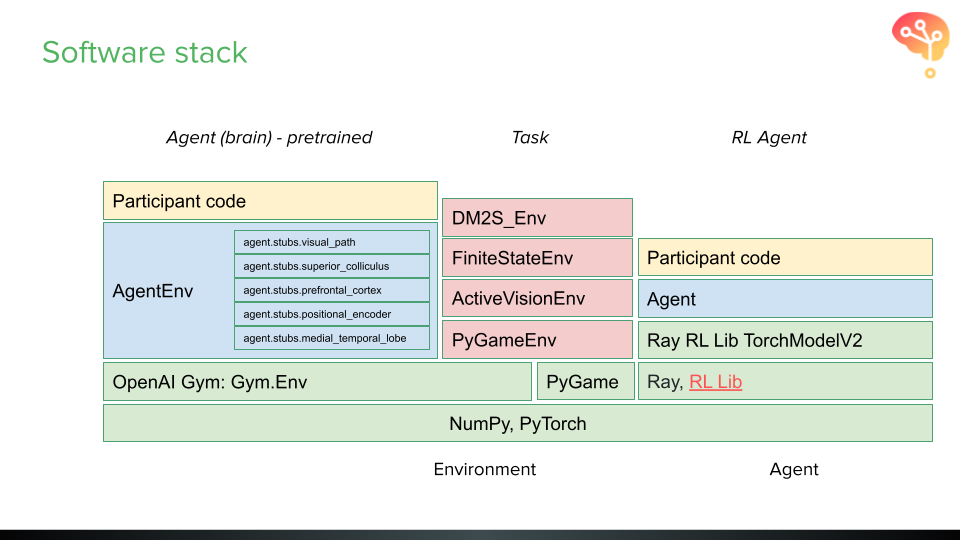 Software stack
Agent (brain) - pretrained
Task
RL Agent
Participant code
AgentEnv
agent.stubs.visual_path
agent.stubs.superior_colliculus
agent.stubs.prefrontal_cortex
agent.stubs.positional_encoder
agent.stubs.medial_temporal_lobe
DM2S_Env
FiniteStateEnv
ActiveVisionEnv
PyGameEnv
Participant code
Agent
Ray RL Lib TorchModelV2
OpenAI Gym: Gym.Env
PyGame
Ray, RL Lib
NumPy, PyTorch
Environment
Agent